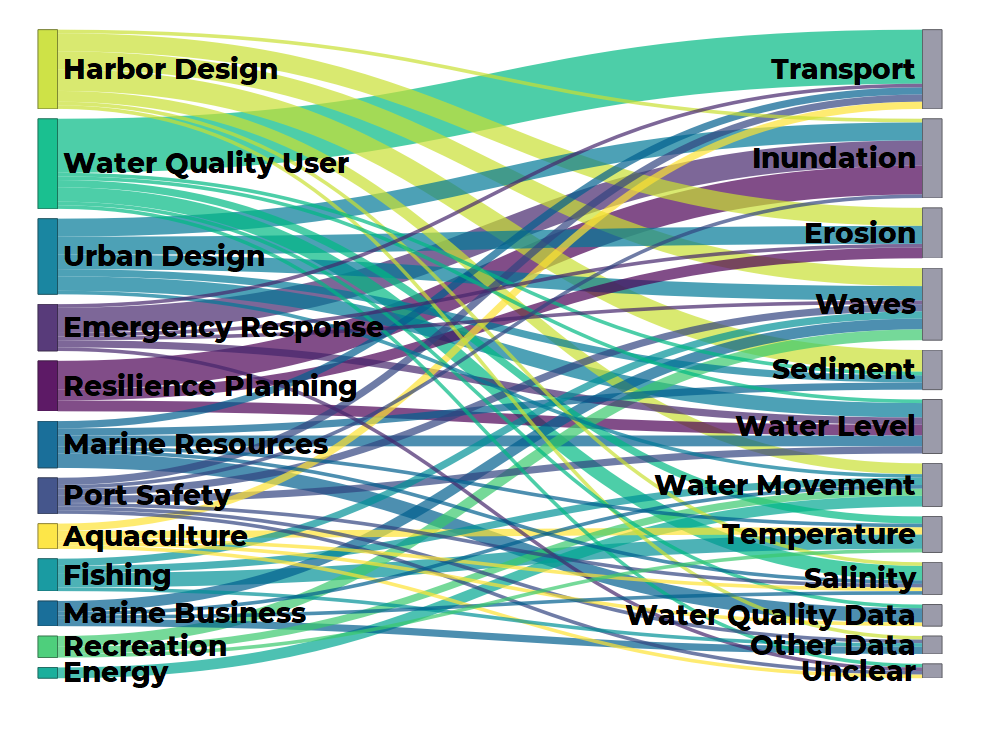 Harbor Design
Water Quality User
Urban Design
Emergency Response
Resilience Planning
Marine Resources
Port Safety
Aquaculture
Fishing
Marine Business
Recreation
Energy
Transport
Inundation
Erosion
Waves
Sediment
Water Level
Water Movement
Temperature
Salinity
Water Quality Data
Other Data
Unclear